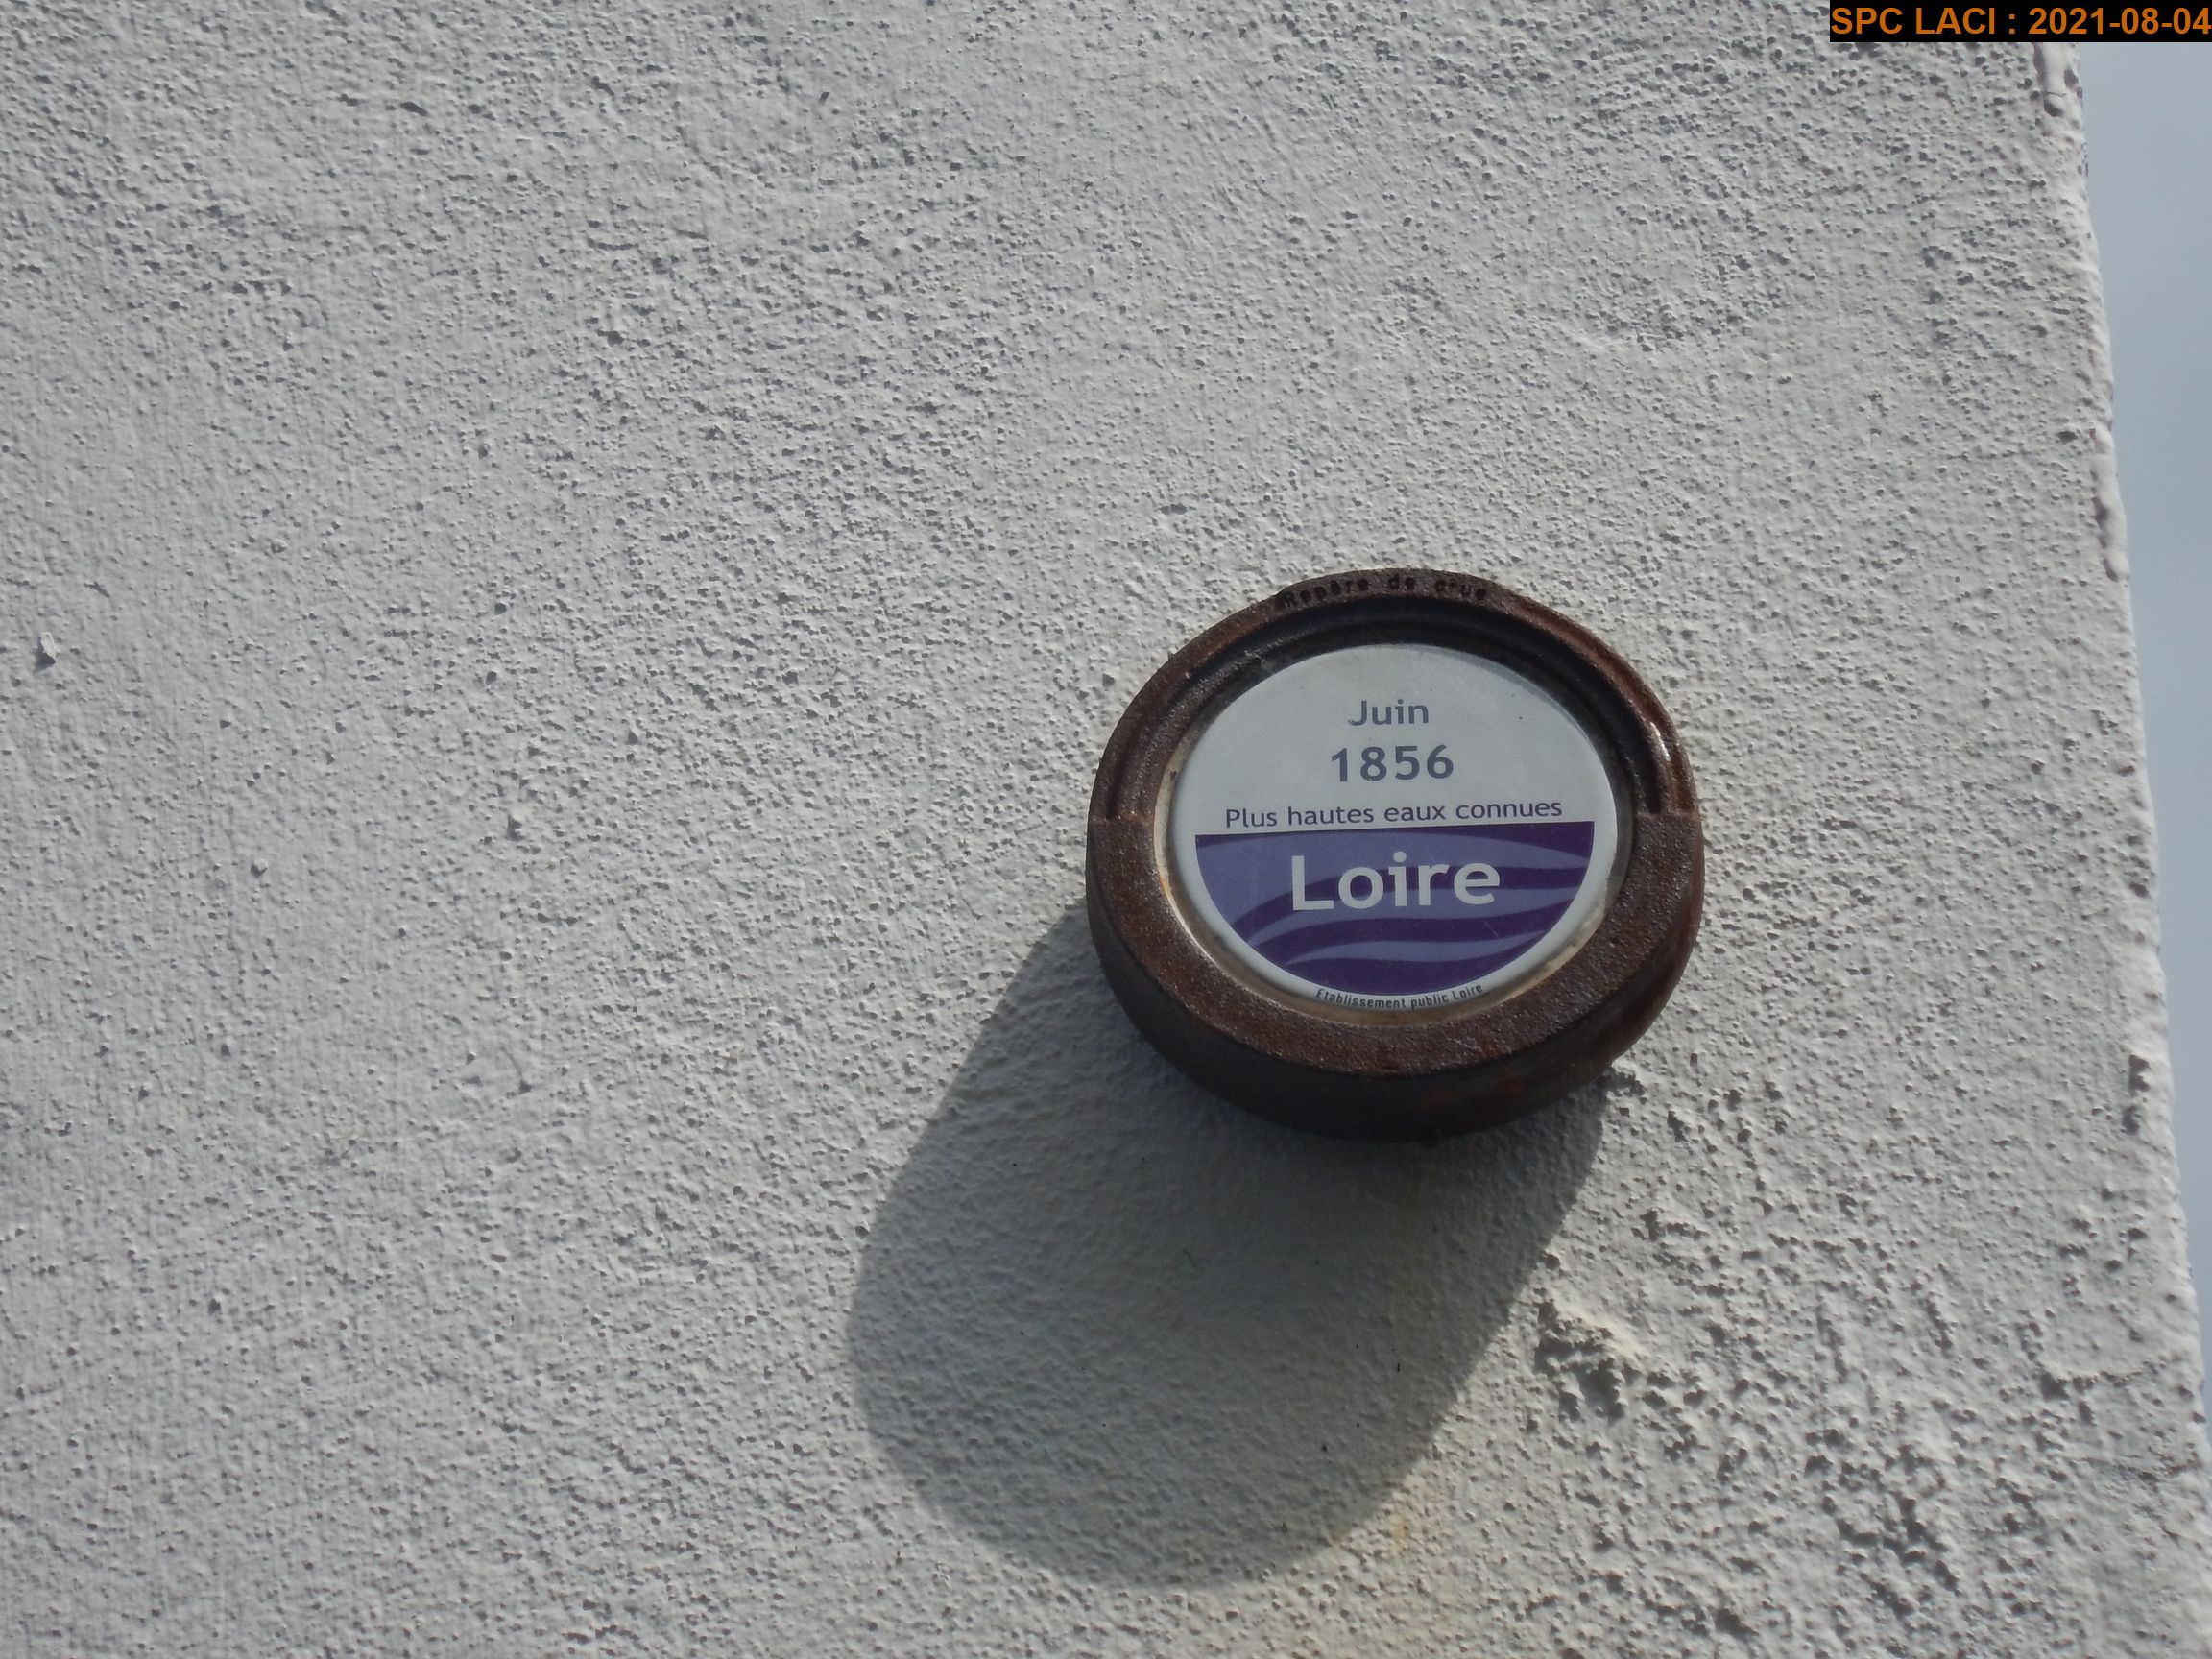 SPC LACI : 2021-08-04
Repère de crue
Juin
1856
Plus hautes eaux connues
Loire
Etablissement public Loire